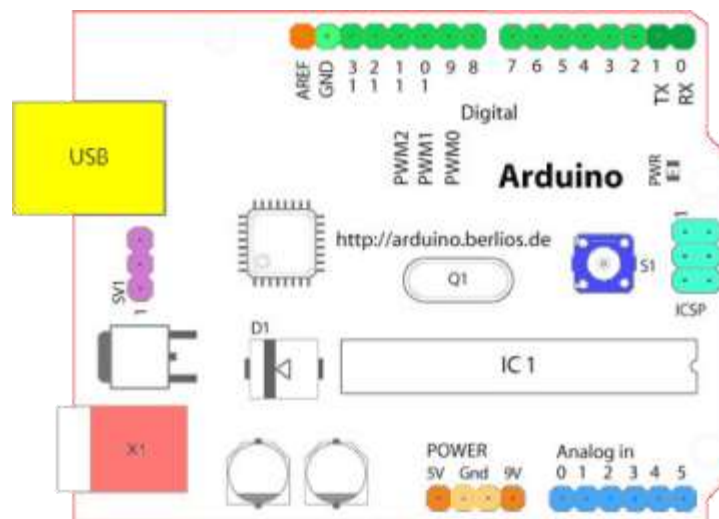 AREF
GND
13
12
11
10
9
8
7
6
5
4
3
2
1
0
TX
RX
Digital
USB
PWM2
PWM1
PWM0
Arduino
PWR
1
http://arduino.berlios.de
S1
Q1
SV1
1
ICSP
D1
IC 1
X1
POWER
Analog in
5V Gnd 9V
0 1 2 3 4 5